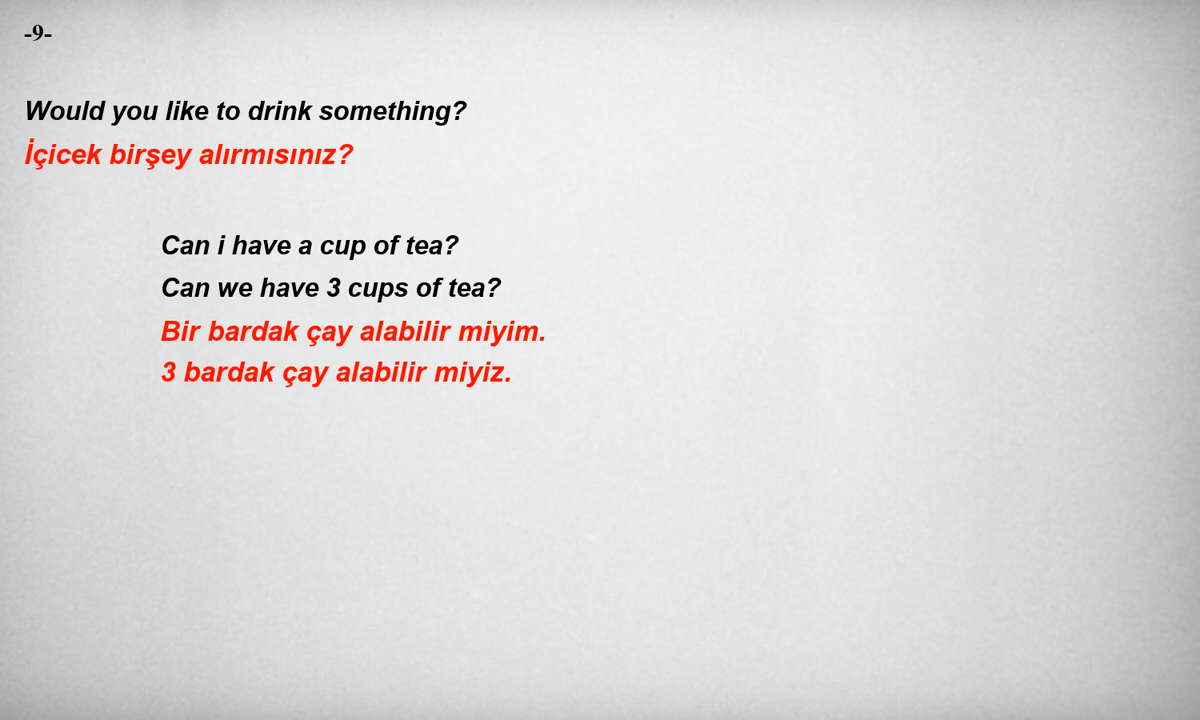 -9-
Would you like to drink something?
İçicek birşey alırmısınız?
Can i have a cup of tea?
Can we have 3 cups of tea?
Bir bardak çay alabilir miyim.
3 bardak çay alabilir miyiz.